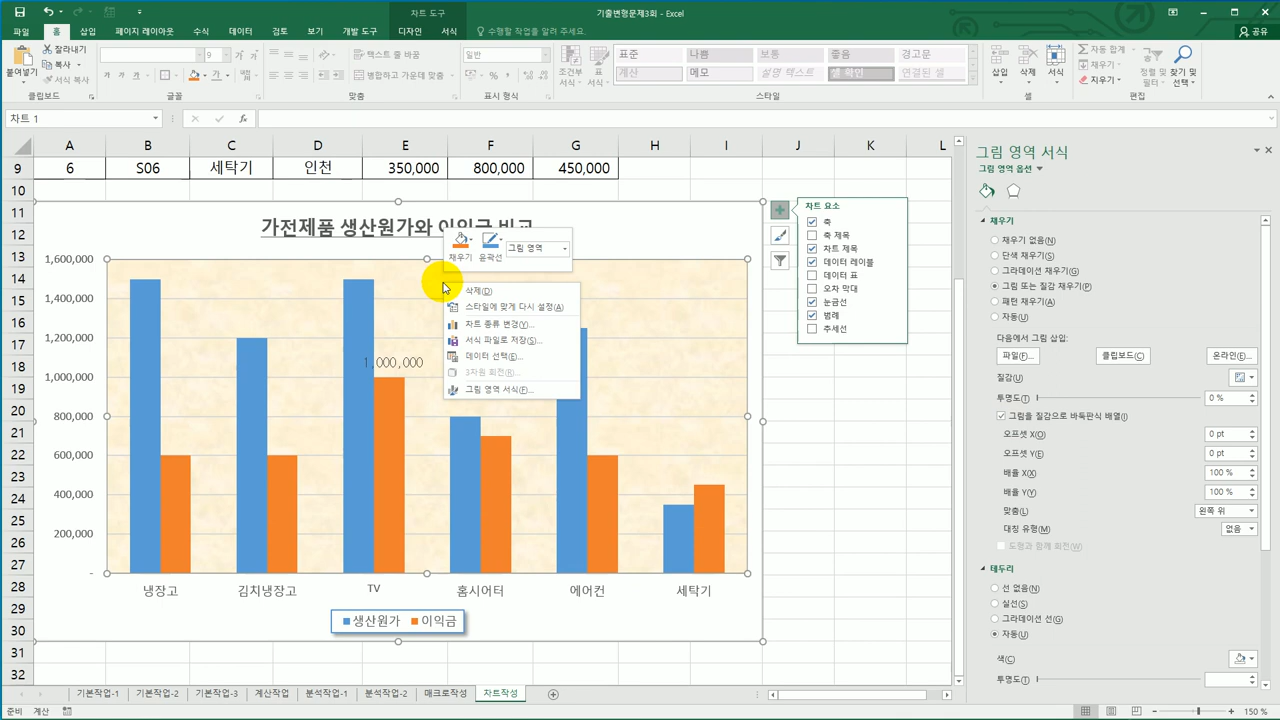 차트 도구
기출변형문제3회 - Excel
파일 홈 삽입 페이지 레이아웃 수식 데이터 검토 보기 개발 도구 디자인 서식 수행할 작업을 알려 주세요. 공유
붙여넣기 잘라내기 복사 서식 복사
텍스트 줄 바꿈
병합하고 가운데 맞춤
일반
조건부 서식 표 서식
표준 나쁨 보통 좋음 경고문
계산 메모 설명 텍스트 셀 확인 연결된 셀
삽입 삭제 서식
자동 합계
채우기
지우기
정렬 및 필터 찾기 및 선택
클립보드 글꼴 맞춤 표시 형식 스타일 셀 편집
차트 1
A B C D E F G H I J K L
9 6 S06 세탁기 인천 350,000 800,000 450,000
10
11
12
13
14
15
16
17
18
19
20
21
22
23
24
25
26
27
28
29
30
31
32
가전제품 생산원가와 이익금 비교
1,600,000
1,400,000
1,200,000
1,000,000
800,000
600,000
400,000
200,000
-
1,000,000
냉장고 김치냉장고 TV 홈시어터 에어컨 세탁기
생산원가 이익금
채우기 윤곽선 그림 영역
삭제(D)
스타일에 맞게 다시 설정(A)
차트 종류 변경(Y)...
서식 파일로 저장(S)...
데이터 선택(E)...
3차원 회전(R)...
그림 영역 서식(F)...
차트 요소
축
축 제목
차트 제목
데이터 레이블
데이터 표
오차 막대
눈금선
범례
추세선
그림 영역 서식
그림 영역 옵션
채우기
채우기 없음(N)
단색 채우기(S)
그라데이션 채우기(G)
그림 또는 질감 채우기(P)
패턴 채우기(A)
자동(U)
다음에서 그림 삽입:
파일(F)... 클립보드(C) 온라인(E)...
질감(U)
투명도(T) 0 %
그림을 질감으로 바둑판식 배열(I)
오프셋 X(O) 0 pt
오프셋 Y(E) 0 pt
배율 X(X) 100 %
배율 Y(Y) 100 %
맞춤(L) 왼쪽 위
대칭 유형(M) 없음
도형과 함께 회전(W)
테두리
선 없음(N)
실선(S)
그라데이션 선(G)
자동(U)
색(C)
투명도(T)
기본작업-1 기본작업-2 기본작업-3 계산작업 분석작업-1 분석작업-2 매크로작성 차트작성
준비 계산 150 %